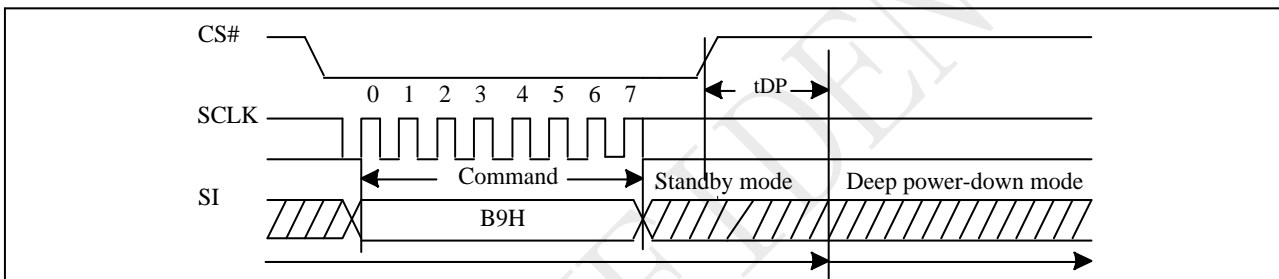 CS#
tDP
0 1 2 3 4 5 6 7
SCLK
Command
Standby mode
Deep power-down mode
SI
B9H